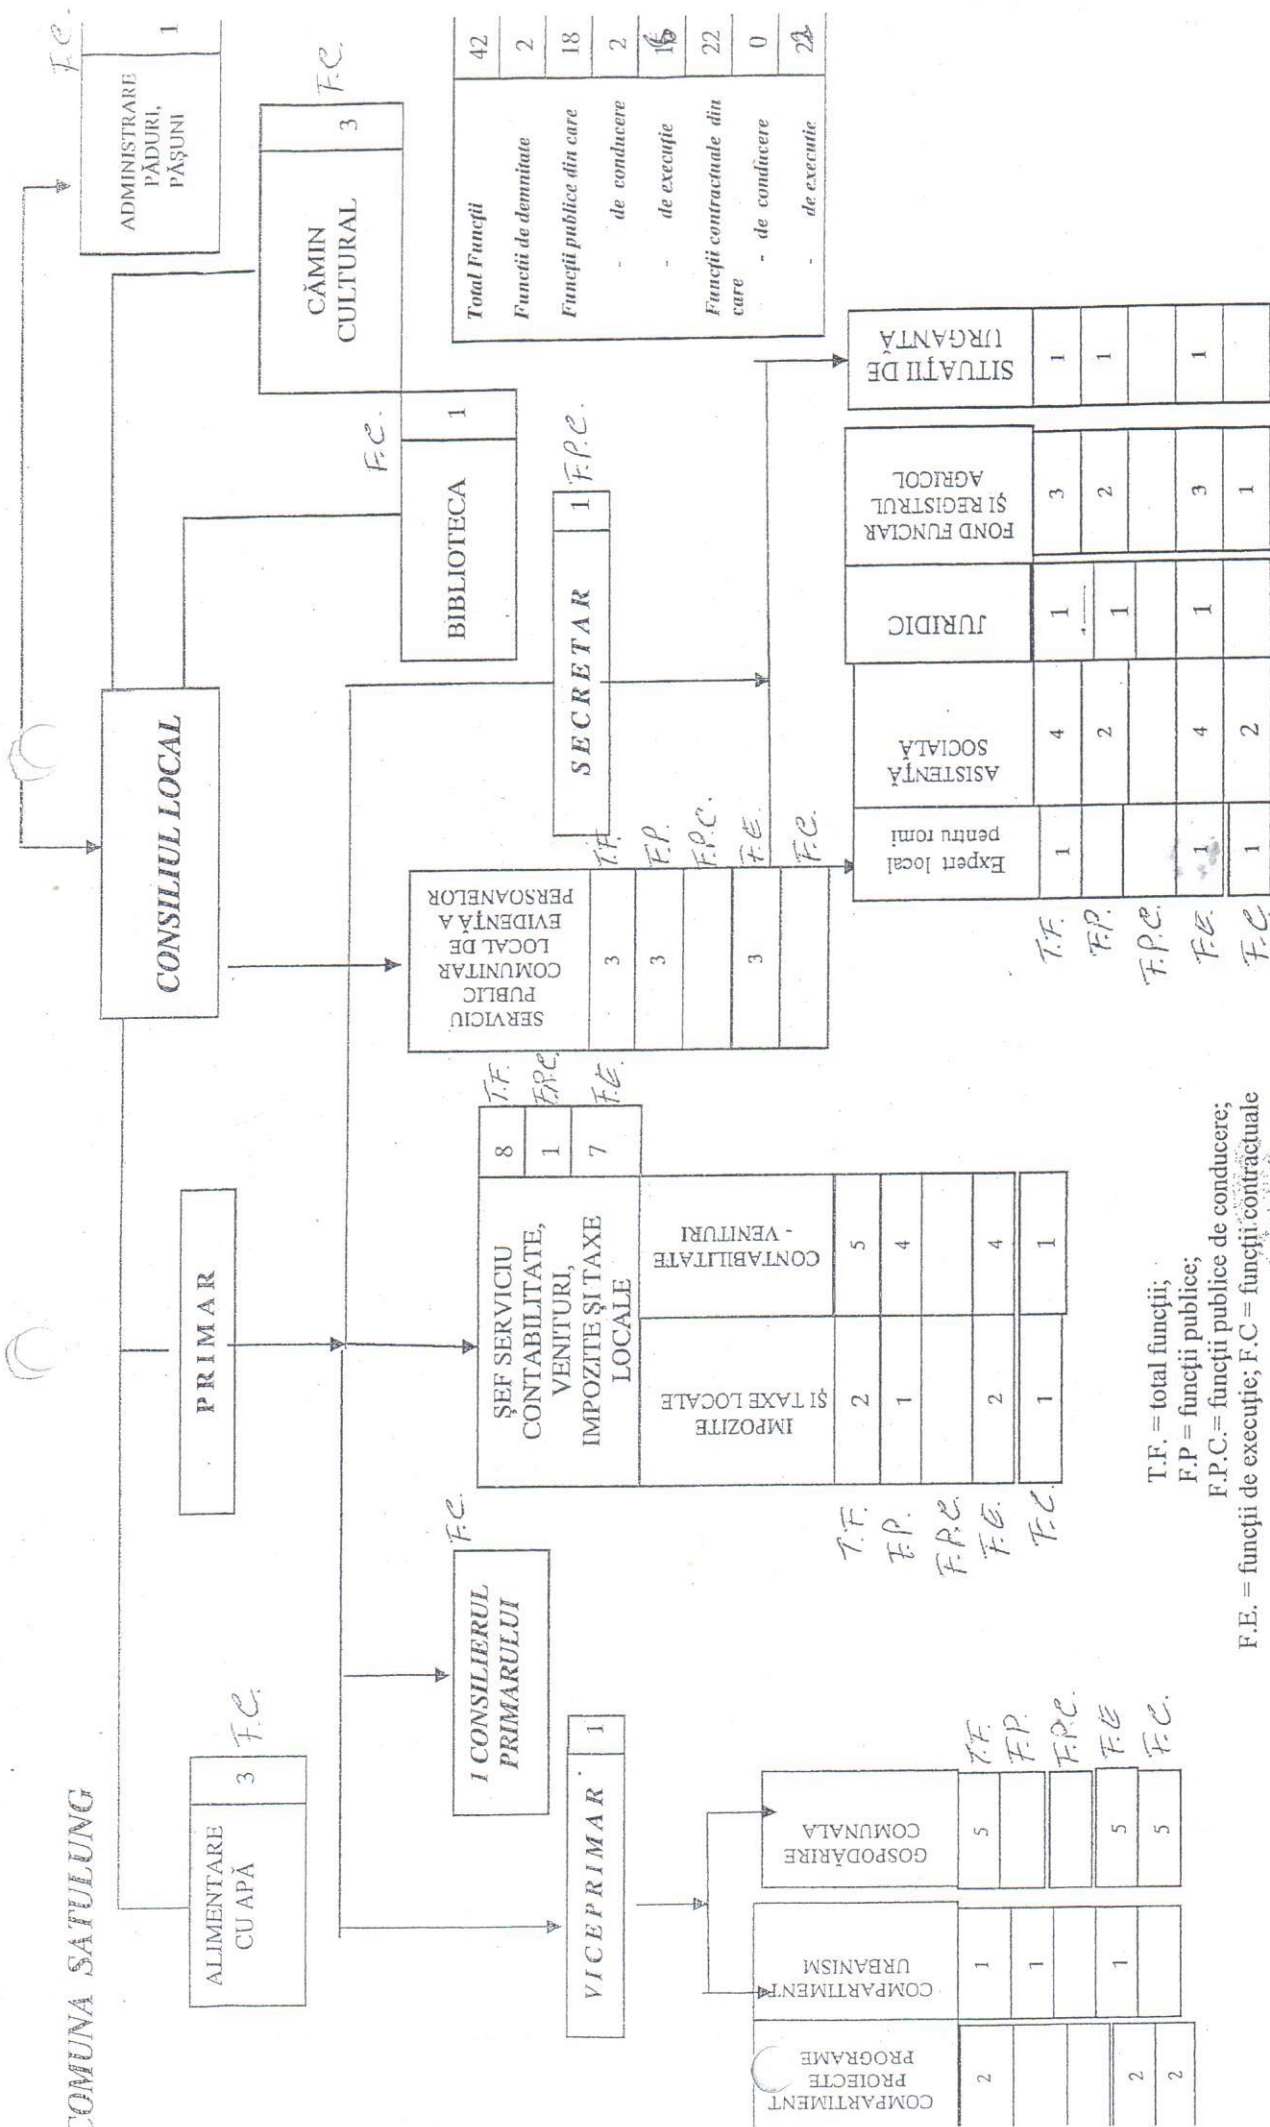 COMUNA SATULUNG
ALIMENTARE
CU APĂ
3
F.C.
PRIMAR
CONSILIUL LOCAL
ADMINISTRARE
PĂDURI,
PĂȘUNI
1
F.C.
CĂMIN
CULTURAL
3
F.C.
BIBLIOTECA
1
F.C.
1 CONSILIERUL
PRIMARULUI
F.C.
VICEPRIMAR
1
SECRETAR
1
F.P.C.
ȘEF SERVICIU
CONTABILITATE,
VENITURI,
IMPOZITE ȘI TAXE
LOCALE
8 T.F.
1 F.P.C.
7 F.E.
IMPOZITE
ȘI TAXE LOCALE
CONTABILITATE
- VENITURI
T.F. 2 5
F.P. 1 4
F.P.C.
F.E. 2 4
F.C. 1 1
SERVICIU
PUBLIC
COMUNITAR
LOCAL DE
EVIDENȚĂ A
PERSOANELOR
3 T.F.
3 F.P.
F.P.C.
3 F.E.
F.C.
Total Funcții 42
Functii de demnitate 2
Funcții publice din care 18
- de conducere 2
- de execuție 16
Funcții contractuale din
care 22
- de conducere 0
- de executie 22
COMPARTIMENT
PROIECTE
PROGRAME
COMPARTIMENT
URBANISM
GOSPODĂRIRE
COMUNALA
2 1 5 T.F.
1 F.P.
F.P.C
2 1 5 F.E
2 5 F.C.
Expert local
pentru romi
ASISTENȚĂ
SOCIALĂ
JURIDIC
FOND FUNCIAR
ȘI REGISTRUL
AGRICOL
SITUAȚII DE
URGANTĂ
T.F. 1 4 1 3 1
F.P. 2 1 2 1
F.P.C.
F.E. 1 4 1 3 1
F.C. 1 2 1
T.F. = total funcții;
F.P = funcții publice;
F.P.C.= funcții publice de conducere;
F.E. = funcții de execuție; F.C = funcții contractuale